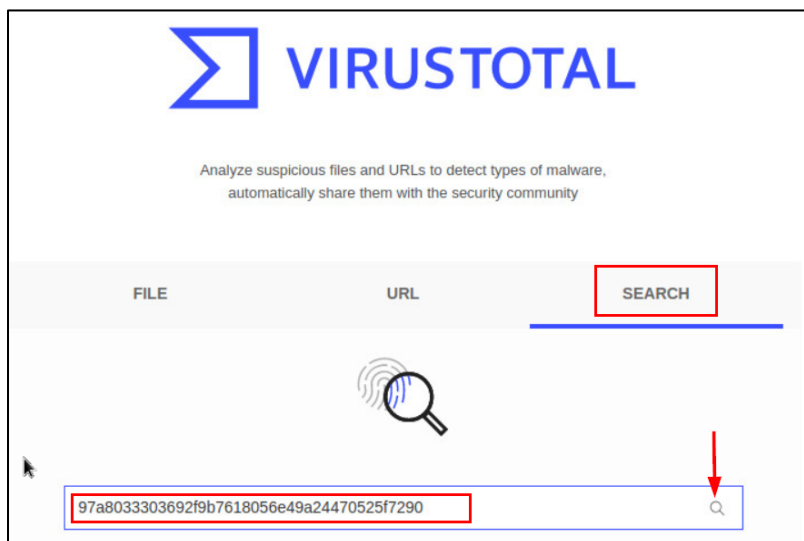 VIRUSTOTAL
Analyze suspicious files and URLs to detect types of malware,
automatically share them with the security community
FILE URL SEARCH
97a8033303692f9b7618056e49a24470525f7290